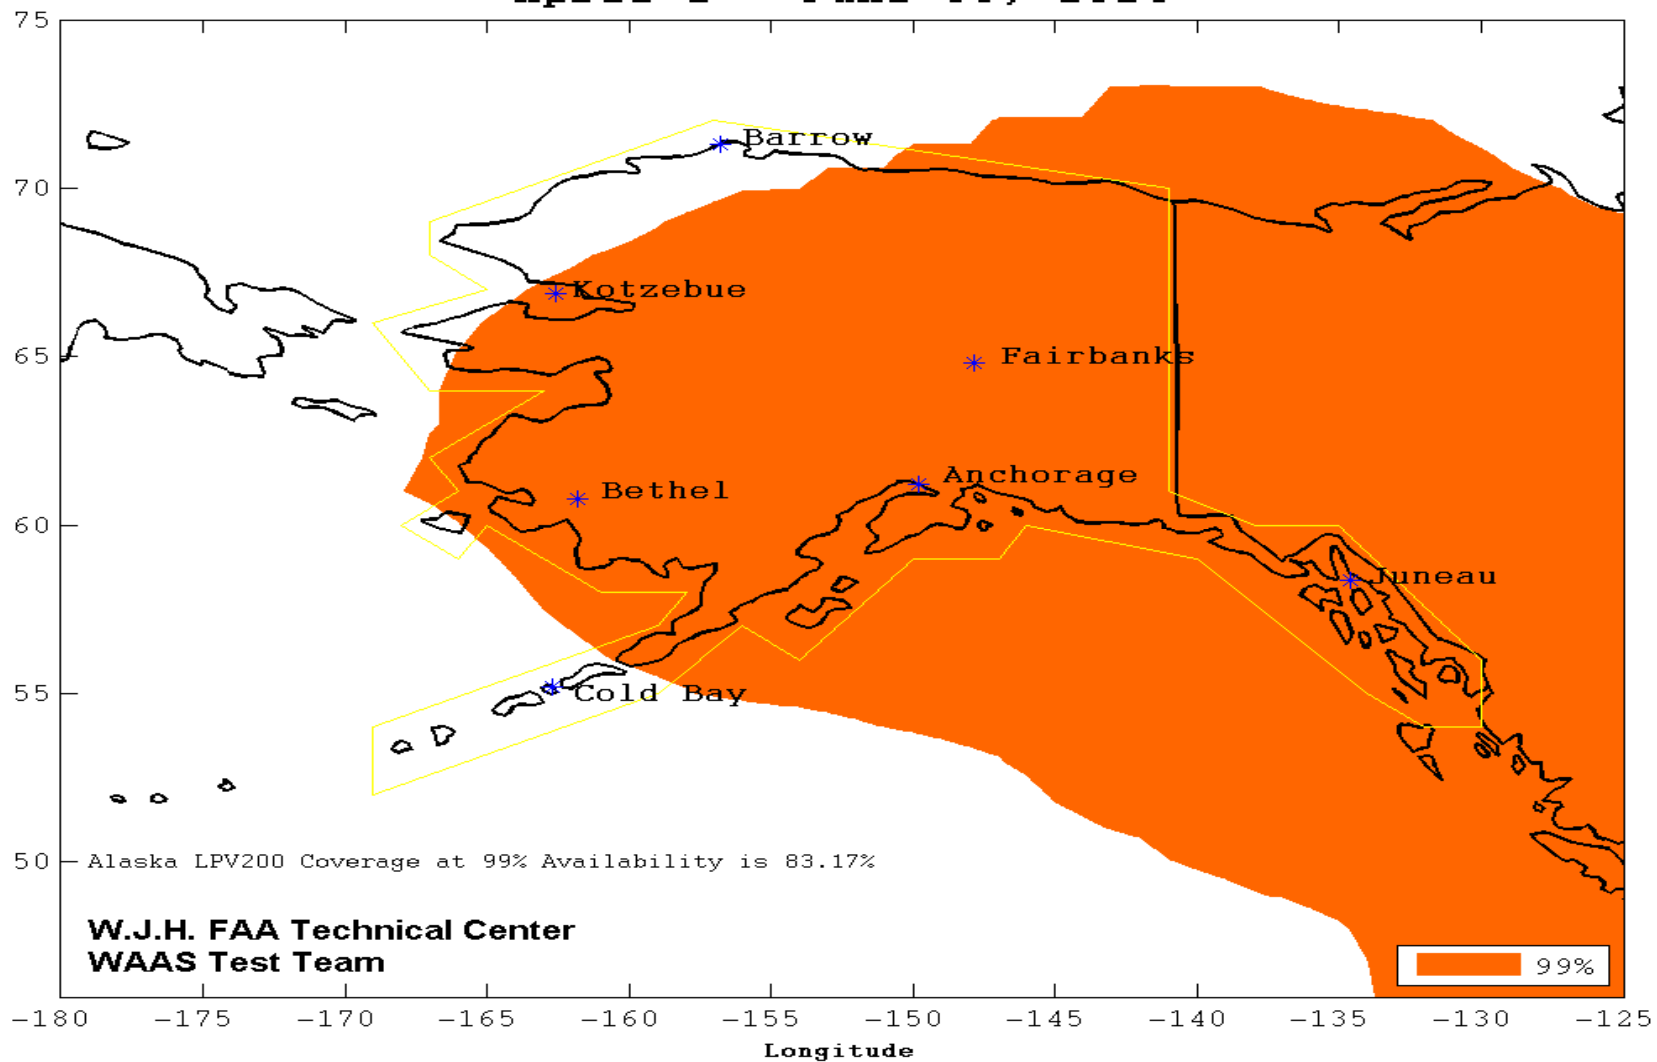 75
Barrow
70
Kotzebue
65
Fairbanks
Anchorage
Bethel
60
Juneau
55
Cold Bay
50
Alaska LPV200 Coverage at 99% Availability is 83.17%
W.J.H. FAA Technical Center
WAAS Test Team
99%
-180 -175 -170 -165 -160 -155 -150 -145 -140 -135 -130 -125
Longitude